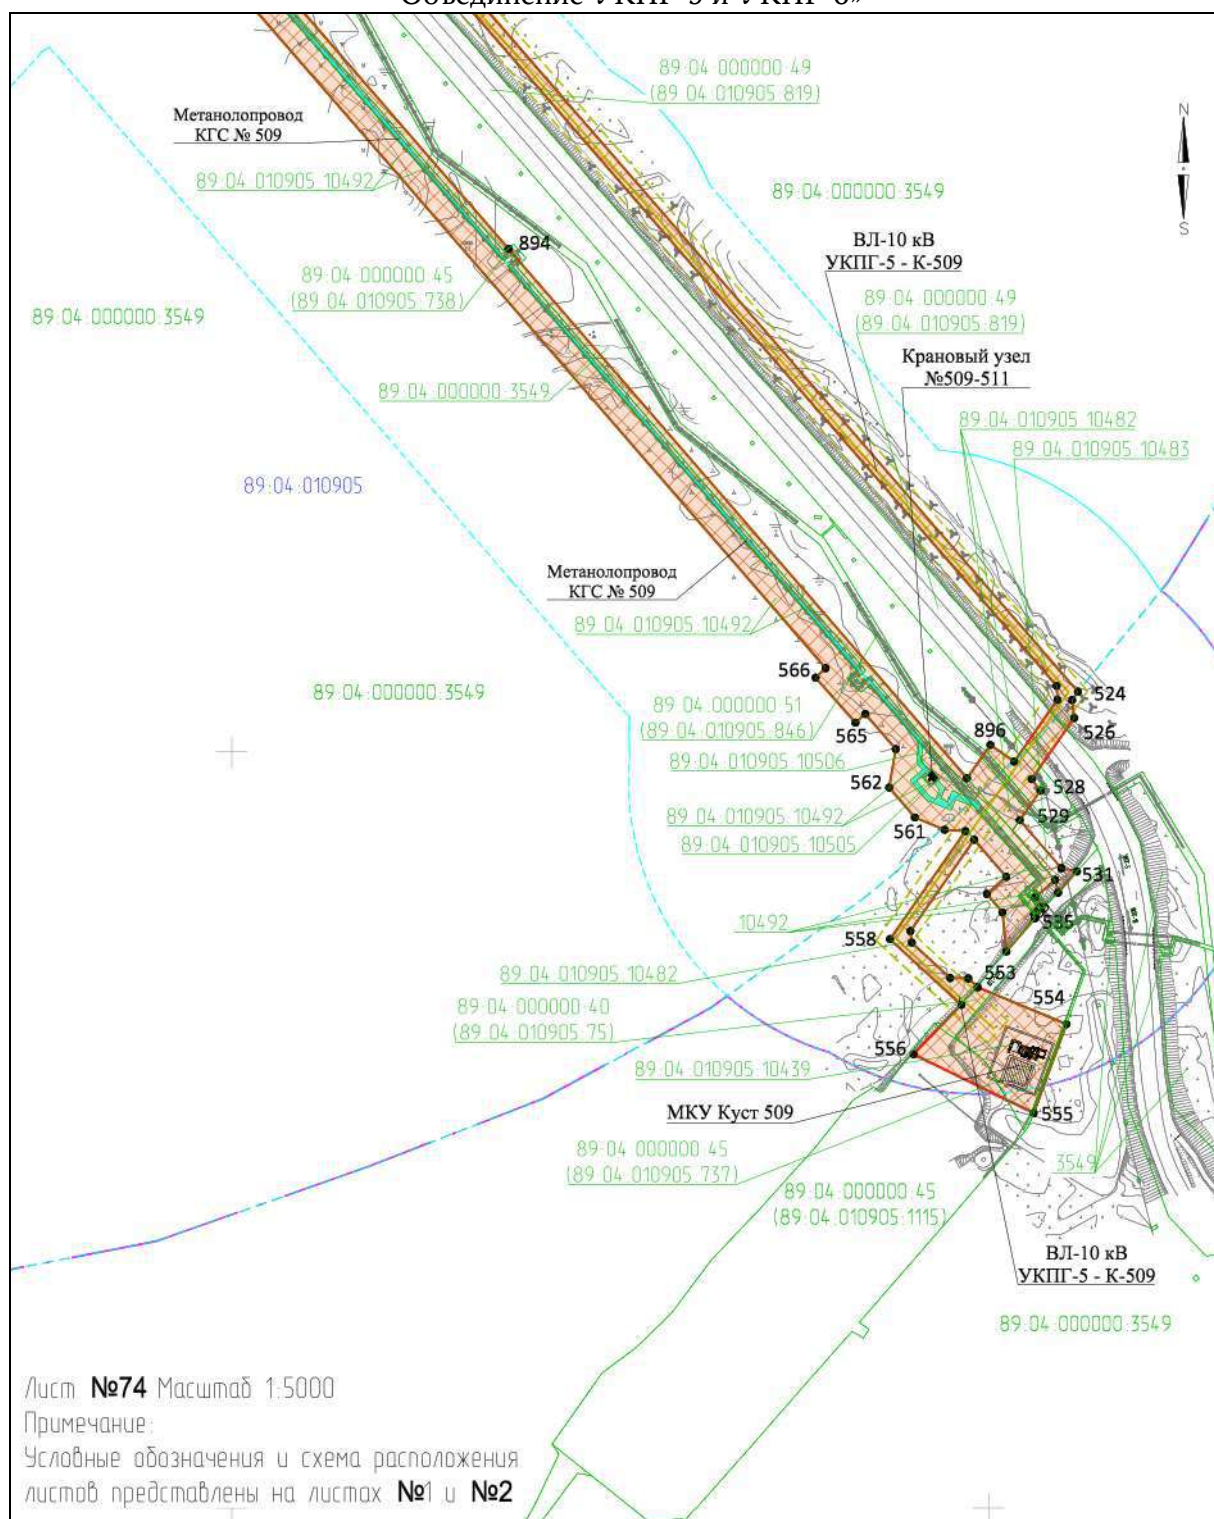 Объединение УКПГ-5 и УКПГ-6»
89:04:000000:49
(89:04:010905:819)
Метанолопровод
КГС № 509
89:04:010905:10492
89:04:000000:3549
N
S
ВЛ-10 кВ
УКПГ-5 - К-509
894
89:04:000000:45
(89:04:010905:738)
89:04:000000:3549
89:04:000000:49
(89:04:010905:819)
Крановый узел
№509-511
89:04:000000:3549
89:04:010905:10482
89:04:010905:10483
89:04:010905
Метанолопровод
КГС № 509
89:04:010905:10492
566
89:04:000000:3549
524
526
89:04:000000:51
(89:04:010905:846)
565
896
89:04:010905:10506
562
528
89:04:010905:10492
561
529
89:04:010905:10505
531
10492
535
558
553
89:04:010905:10482
554
89:04:000000:40
(89:04:010905:75)
556
89:04:010905:10439
МКУ Куст 509
555
89:04:000000:45
(89:04:010905:737)
3549
89:04:000000:45
(89:04:010905:1115)
ВЛ-10 кВ
УКПГ-5 - К-509
89:04:000000:3549
Лист №74 Масштаб 1:5000
Примечание:
Условные обозначения и схема расположения
листов представлены на листах №1 и №2